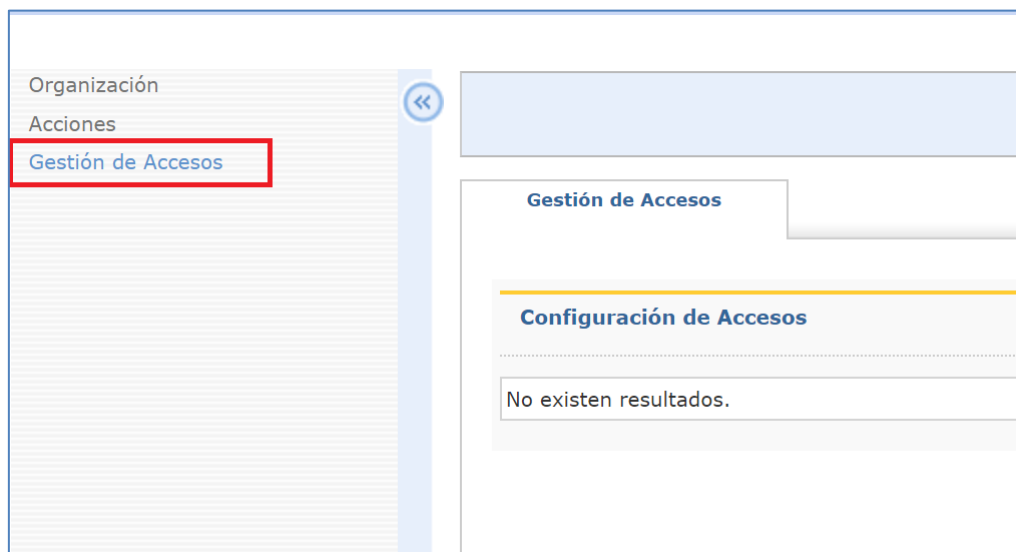 Organización
Acciones
Gestión de Accesos
Gestión de Accesos
Configuración de Accesos
No existen resultados.